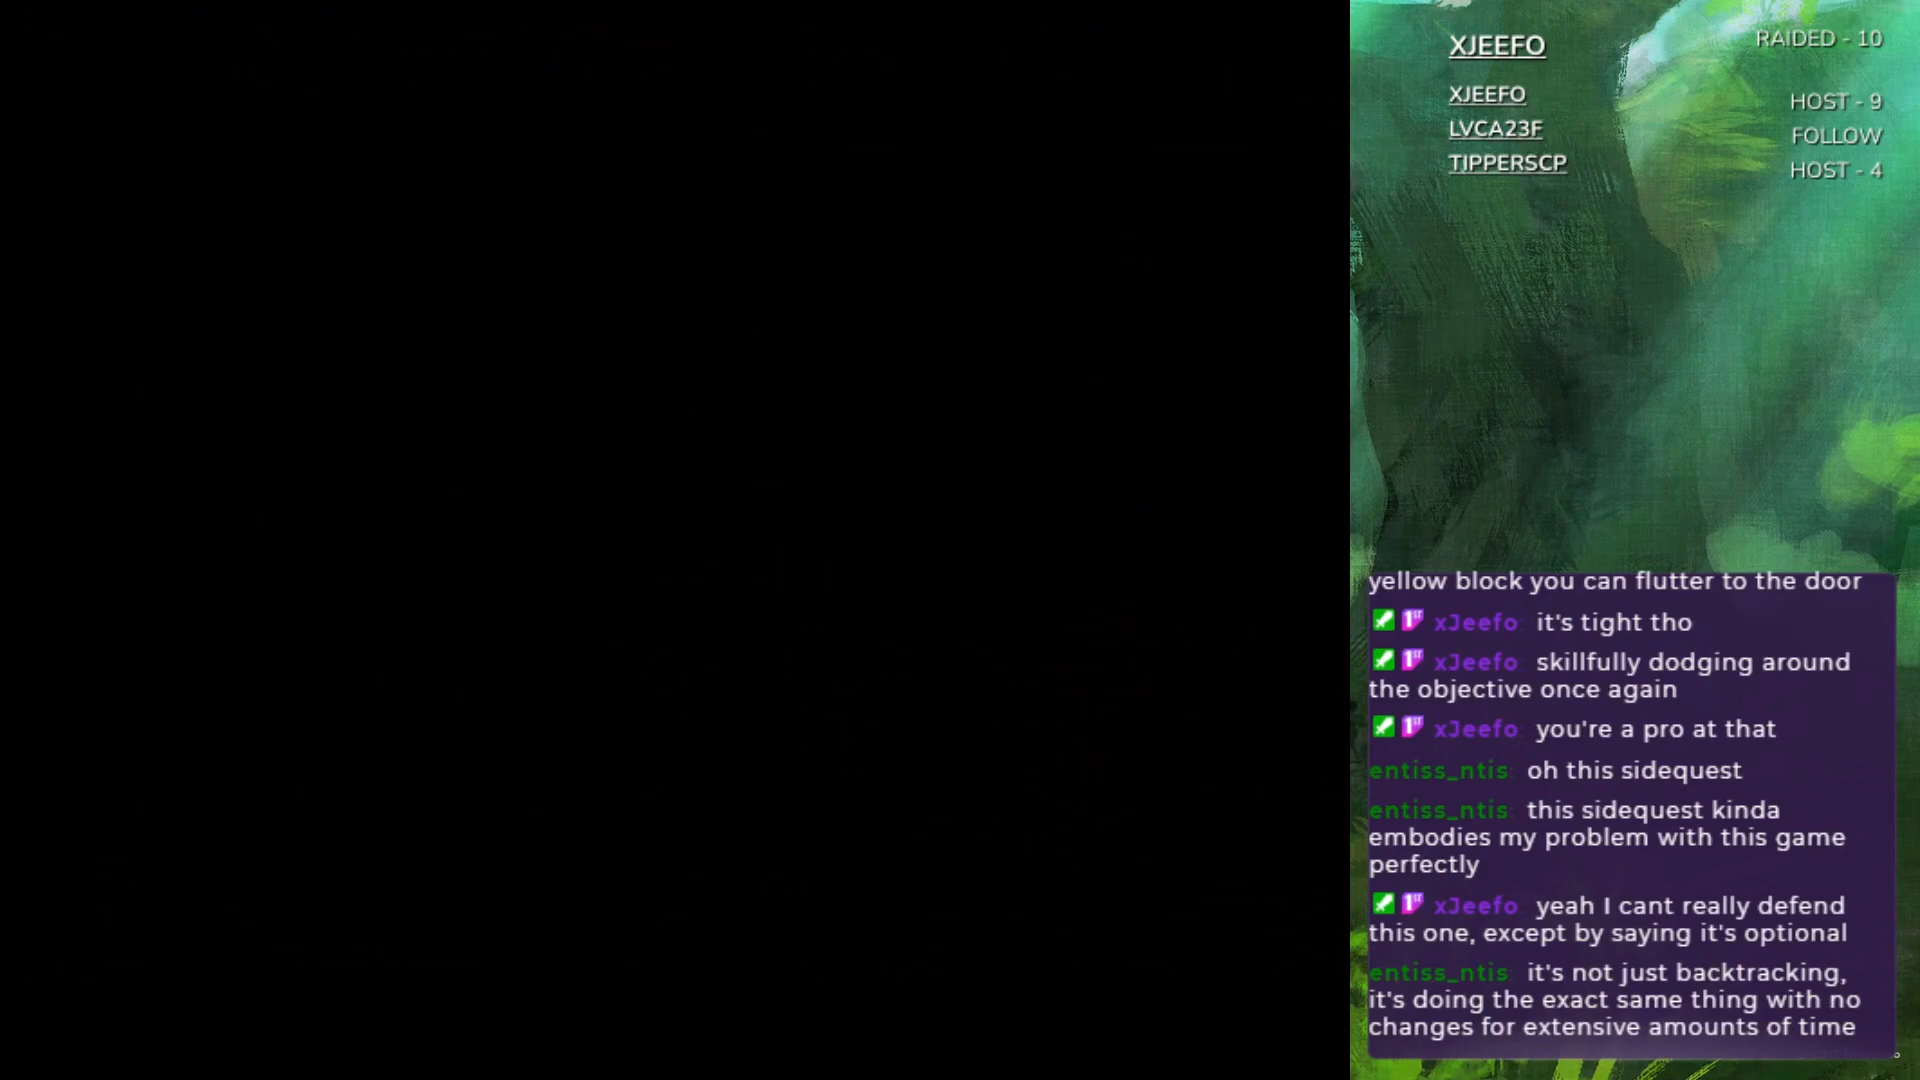 XJEEFO RAIDED - 10
XJEEFO HOST - 9
LVCA23F FOLLOW
TIPPERSCP HOST - 4
yellow block you can flutter to the door
xJeefo: it's tight tho
xJeefo: skillfully dodging around
the objective once again
xJeefo: you're a pro at that
entiss_ntis: oh this sidequest
entiss_ntis: this sidequest kinda
embodies my problem with this game
perfectly
xJeefo: yeah I cant really defend
this one, except by saying it's optional
entiss_ntis: it's not just backtracking,
it's doing the exact same thing with no
changes for extensive amounts of time